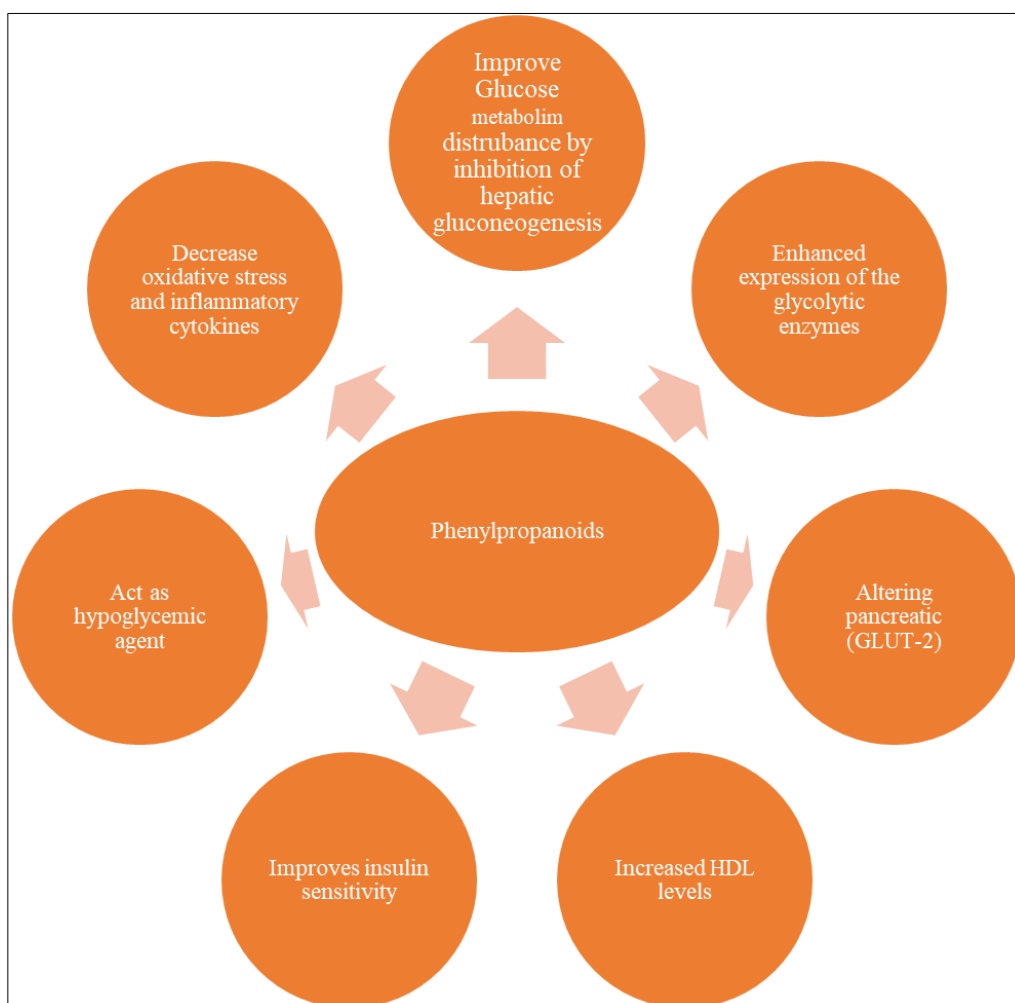 Improve
Glucose
metabolim
distrubance by
inhibition of
hepatic
gluconeogenesis
Enhanced
expression of the
glycolytic
enzymes
Altering
pancreatic
(GLUT-2)
Increased HDL
levels
Improves insulin
sensitivity
Act as
hypoglycemic
agent
Decrease
oxidative stress
and inflammatory
cytokines
Phenylpropanoids